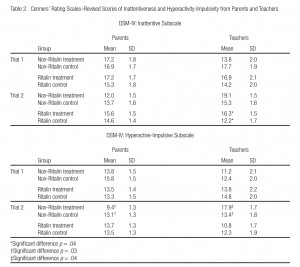 Table 2. Conners' Rating Scales–Revised Scores of Inattentiveness and Hyperactivity-Impulsivity from Parents and Teachers
DSM-IV: Inattentive Subscale
Parents Teachers
Group Mean SD Mean SD
Trial 1 Non-Ritalin treatment 17.2 1.8 13.8 2.0
Non-Ritalin control 16.9 1.7 17.7 1.9
Ritalin treatment 17.2 1.7 16.9 2.1
Ritalin control 15.3 1.8 14.2 2.0
Trial 2 Non-Ritalin treatment 12.0 1.5 19.1 1.5
Non-Ritalin control 13.7 1.6 15.3 1.6
Ritalin treatment 15.6 1.5 16.3* 1.5
Ritalin control 14.6 1.4 12.2* 1.7
DSM-IV: Hyperactive-Impulsive Subscale
Parents Teachers
Group Mean SD Mean SD
Trial 1 Non-Ritalin treatment 13.8 1.5 11.2 2.1
Non-Ritalin control 15.8 1.5 12.4 2.0
Ritalin treatment 13.5 1.4 13.8 2.2
Ritalin control 13.3 1.5 14.8 2.0
Trial 2 Non-Ritalin treatment 9.4† 1.3 17.9‡ 1.7
Non-Ritalin control 13.1† 1.3 13.4‡ 1.8
Ritalin treatment 13.7 1.3 10.8 1.7
Ritalin control 13.5 1.3 12.3 1.9
*Significant difference p = .04
†Significant difference p = .03
‡Significant difference p = .04